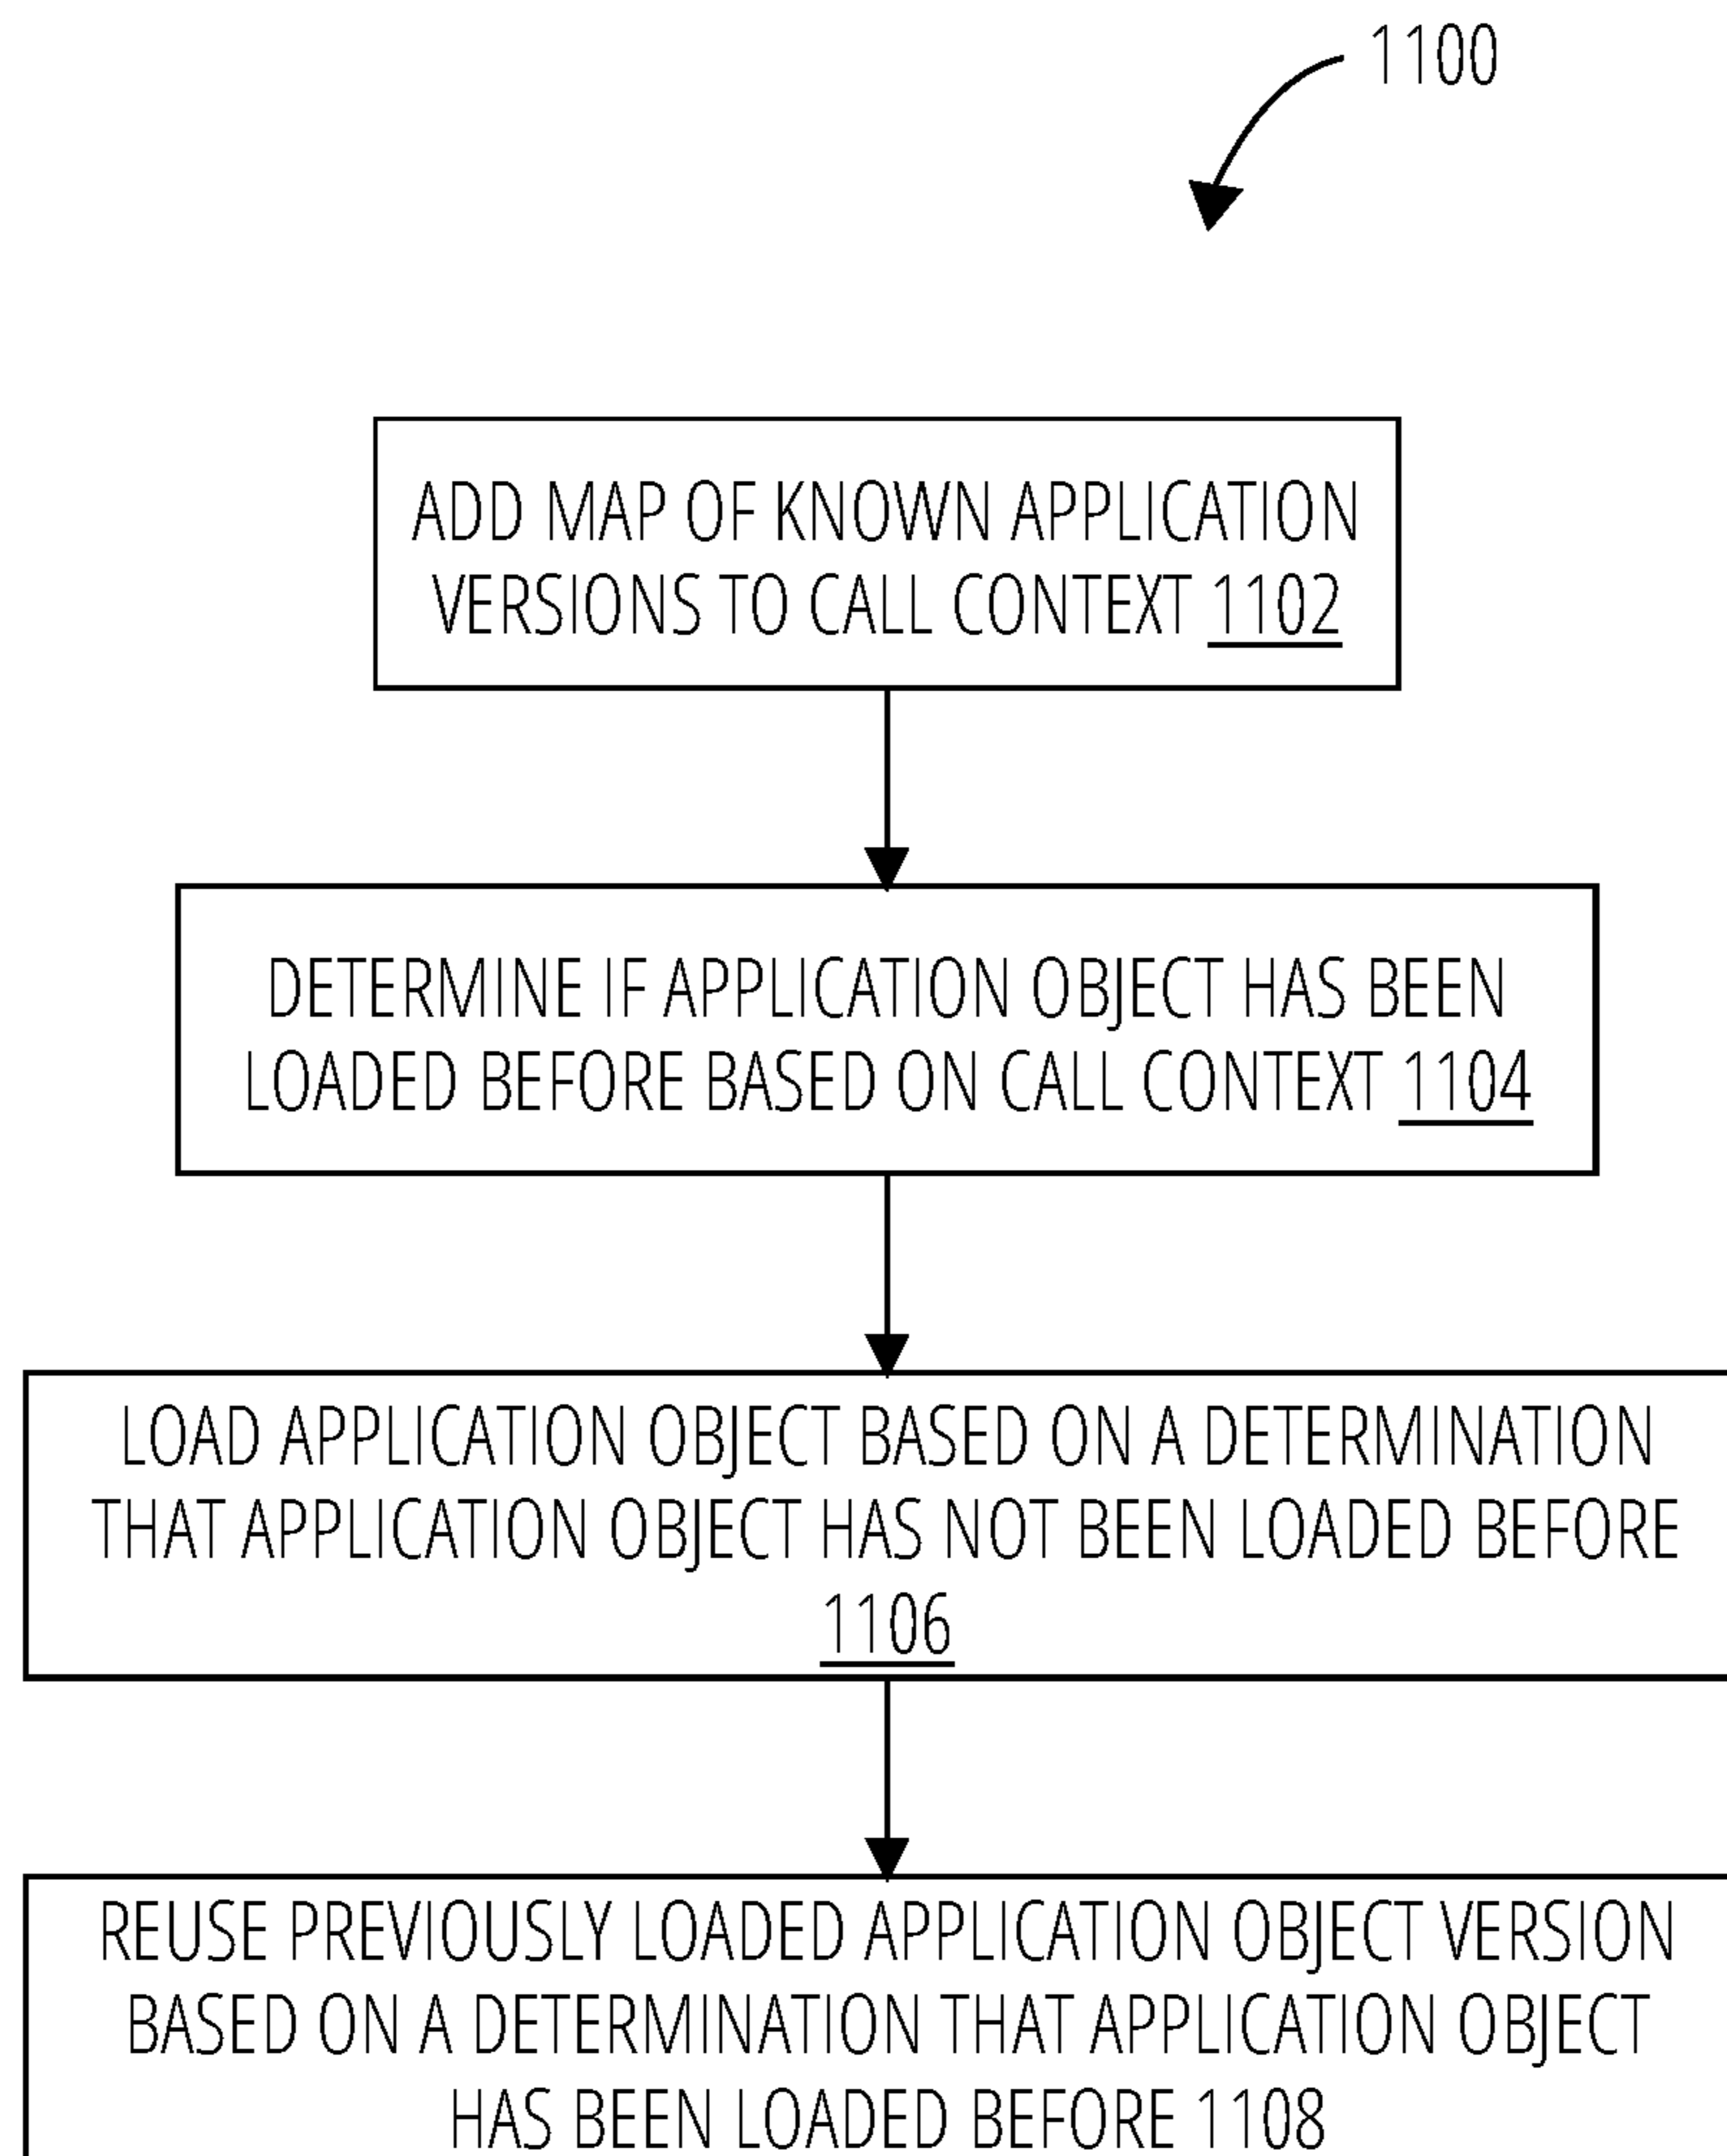 1100
ADD MAP OF KNOWN APPLICATION
VERSIONS TO CALL CONTEXT 1102
DETERMINE IF APPLICATION OBJECT HAS BEEN
LOADED BEFORE BASED ON CALL CONTEXT 1104
LOAD APPLICATION OBJECT BASED ON A DETERMINATION
THAT APPLICATION OBJECT HAS NOT BEEN LOADED BEFORE
1106
REUSE PREVIOUSLY LOADED APPLICATION OBJECT VERSION
BASED ON A DETERMINATION THAT APPLICATION OBJECT
HAS BEEN LOADED BEFORE 1108